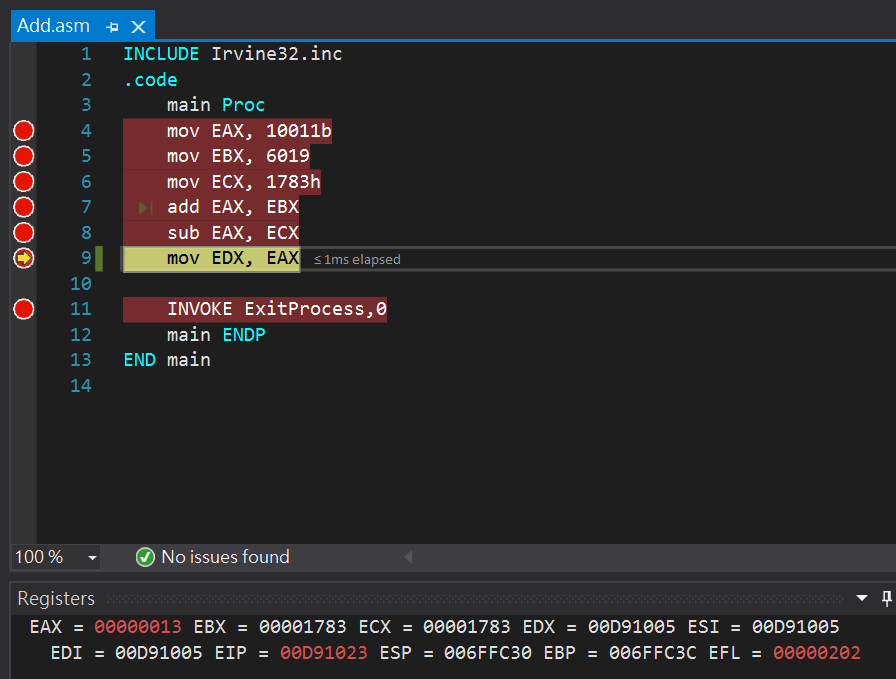 Add.asm
1 INCLUDE Irvine32.inc
2 .code
3 main Proc
4 mov EAX, 10011b
5 mov EBX, 6019
6 mov ECX, 1783h
7 add EAX, EBX
8 sub EAX, ECX
9 mov EDX, EAX ≤1ms elapsed
10
11 INVOKE ExitProcess,0
12 main ENDP
13 END main
14
100 % No issues found
Registers
EAX = 00000013 EBX = 00001783 ECX = 00001783 EDX = 00D91005 ESI = 00D91005
EDI = 00D91005 EIP = 00D91023 ESP = 006FFC30 EBP = 006FFC3C EFL = 00000202